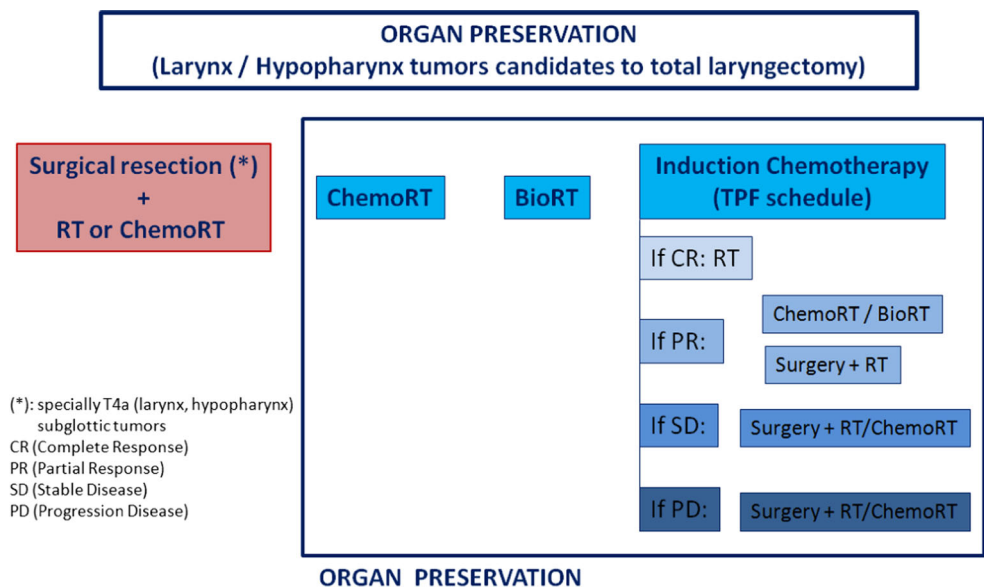 ORGAN PRESERVATION
(Larynx / Hypopharynx tumors candidates to total laryngectomy)
Surgical resection (*)
+
RT or ChemoRT
ChemoRT
BioRT
Induction Chemotherapy
(TPF schedule)
If CR: RT
If PR:
ChemoRT / BioRT
Surgery + RT
If SD:
Surgery + RT/ChemoRT
If PD:
Surgery + RT/ChemoRT
(*): specially T4a (larynx, hypopharynx)
subglottic tumors
CR (Complete Response)
PR (Partial Response)
SD (Stable Disease)
PD (Progression Disease)
ORGAN PRESERVATION